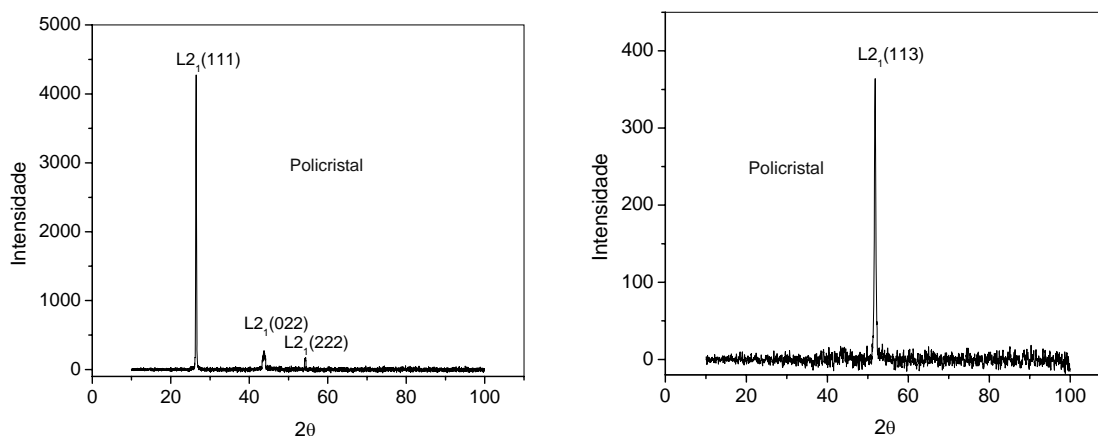 5000
4000
3000
2000
1000
0
Intensidade
L2₁(111)
Policristal
L2₁(022)
L2₁(222)
0 20 40 60 80 100
2θ
400
300
200
100
0
Intensidade
L2₁(113)
Policristal
0 20 40 60 80 100
2θ